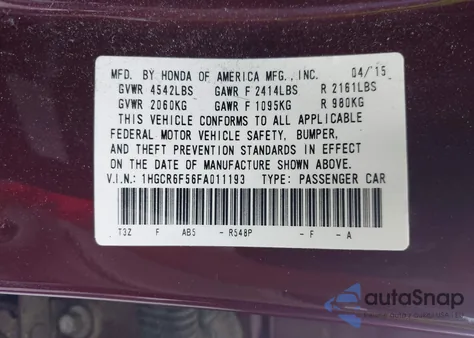 MFD. BY HONDA OF AMERICA MFG., INC. 04/15
GVWR 4542LBS GAWR F 2414LBS R 2161LBS
GVWR 2060KG GAWR F 1095KG R 980KG
THIS VEHICLE CONFORMS TO ALL APPLICABLE
FEDERAL MOTOR VEHICLE SAFETY, BUMPER,
AND THEFT PREVENTION STANDARDS IN EFFECT
ON THE DATE OF MANUFACTURE SHOWN ABOVE.
V.I.N.: 1HGCR6F56FA011193 TYPE: PASSENGER CAR
T3Z F AB5 - R548P - F - A
autoSnap